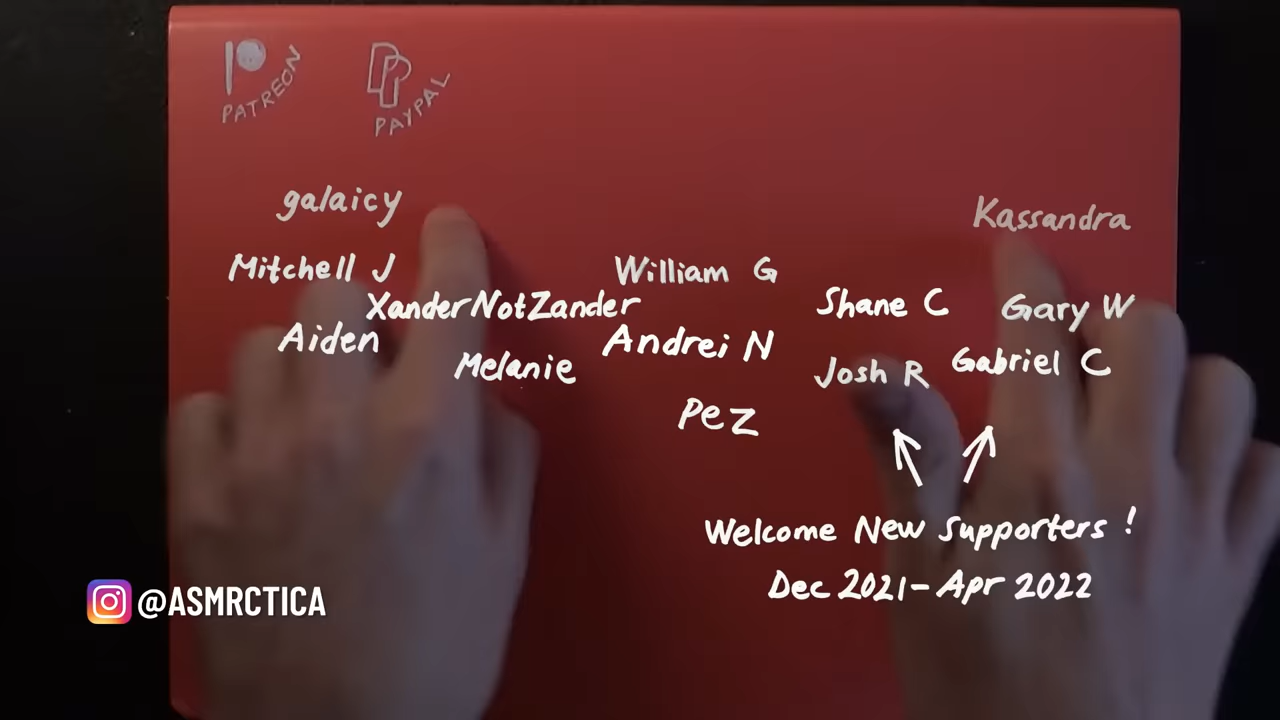 PATREON
PAYPAL
galaicy
Kassandra
Mitchell J
William G
XanderNotZander
Shane C
Gary W
Aiden
Andrei N
Melanie
Josh R
Gabriel C
Pez
Welcome New Supporters !
Dec 2021 - Apr 2022
@ASMRCTICA